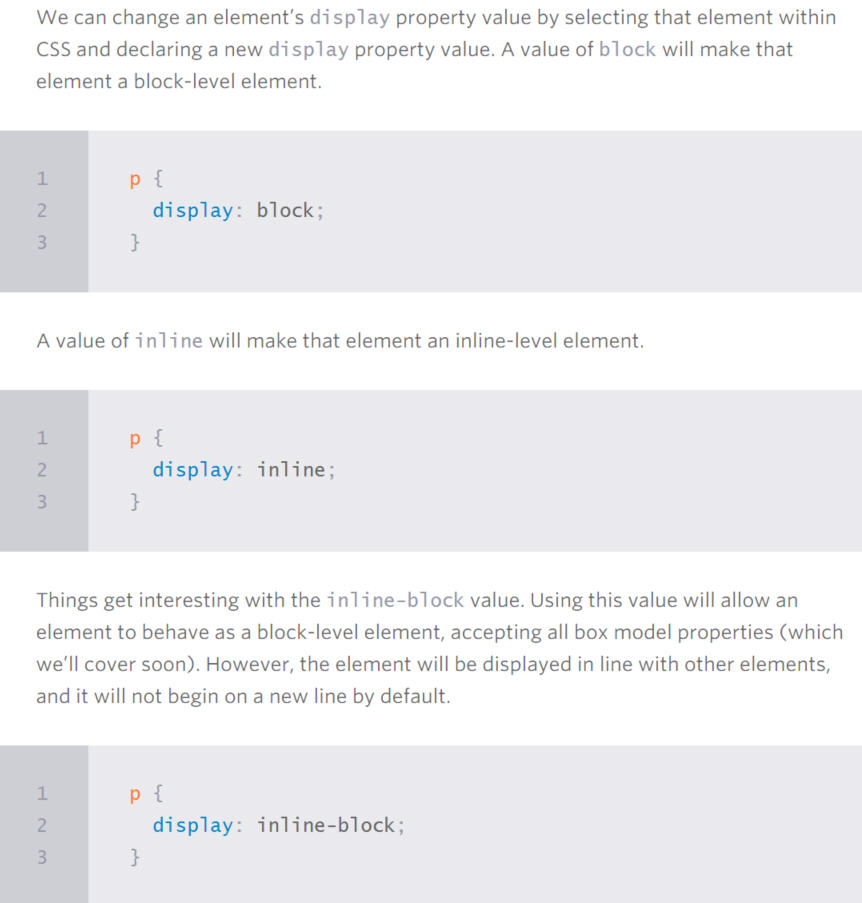 We can change an element’s display property value by selecting that element within
CSS and declaring a new display property value. A value of block will make that
element a block-level element.
1 p {
2 display: block;
3 }
A value of inline will make that element an inline-level element.
1 p {
2 display: inline;
3 }
Things get interesting with the inline-block value. Using this value will allow an
element to behave as a block-level element, accepting all box model properties (which
we’ll cover soon). However, the element will be displayed in line with other elements,
and it will not begin on a new line by default.
1 p {
2 display: inline-block;
3 }